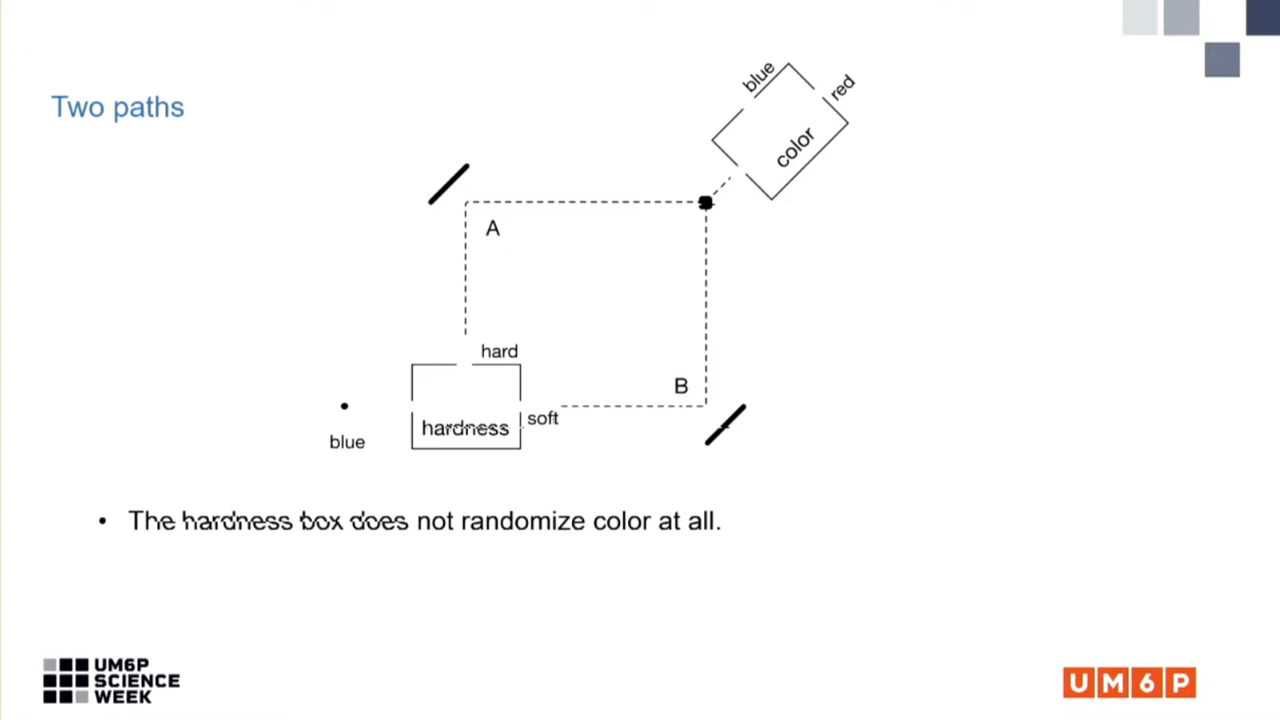 Two paths
blue
red
color
A
hard
B
soft
hardness
blue
• The hardness box does not randomize color at all.
UM6P
SCIENCE
WEEK
UM6P